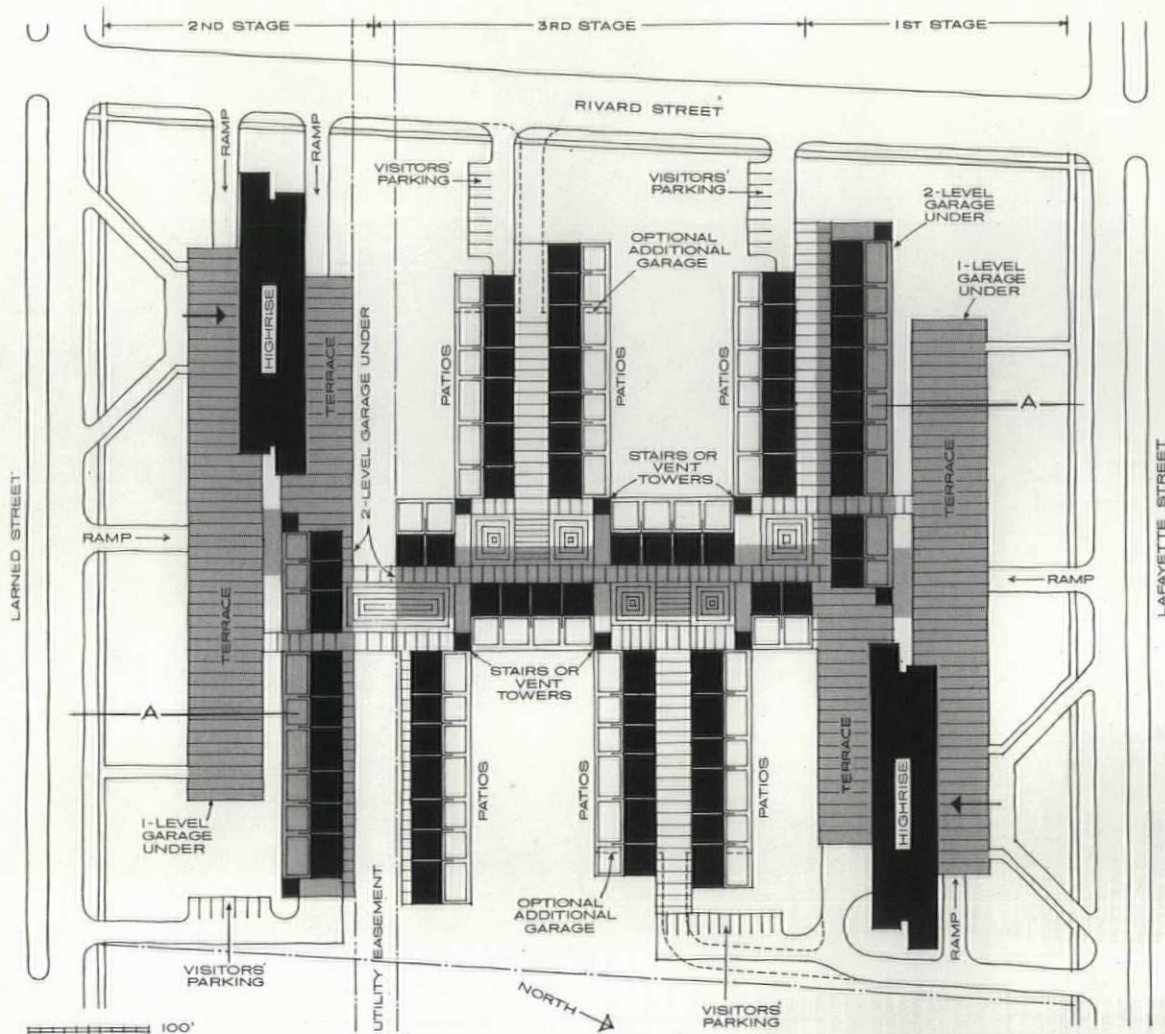 2ND STAGE
3RD STAGE
1ST STAGE
RIVARD STREET
RAMP
RAMP
VISITORS'
PARKING
VISITORS'
PARKING
2-LEVEL
GARAGE
UNDER
OPTIONAL
ADDITIONAL
GARAGE
1-LEVEL
GARAGE
UNDER
HIGHRISE
TERRACE
2-LEVEL GARAGE UNDER
PATIOS
PATIOS
PATIOS
A
TERRACE
STAIRS OR
VENT
TOWERS
LARNED STREET
LAFAYETTE STREET
RAMP
RAMP
TERRACE
STAIRS OR
VENT
TOWERS
A
PATIOS
PATIOS
PATIOS
TERRACE
HIGHRISE
1-LEVEL
GARAGE
UNDER
UTILITY EASEMENT
OPTIONAL
ADDITIONAL
GARAGE
RAMP
VISITORS'
PARKING
NORTH
VISITORS'
PARKING
100'